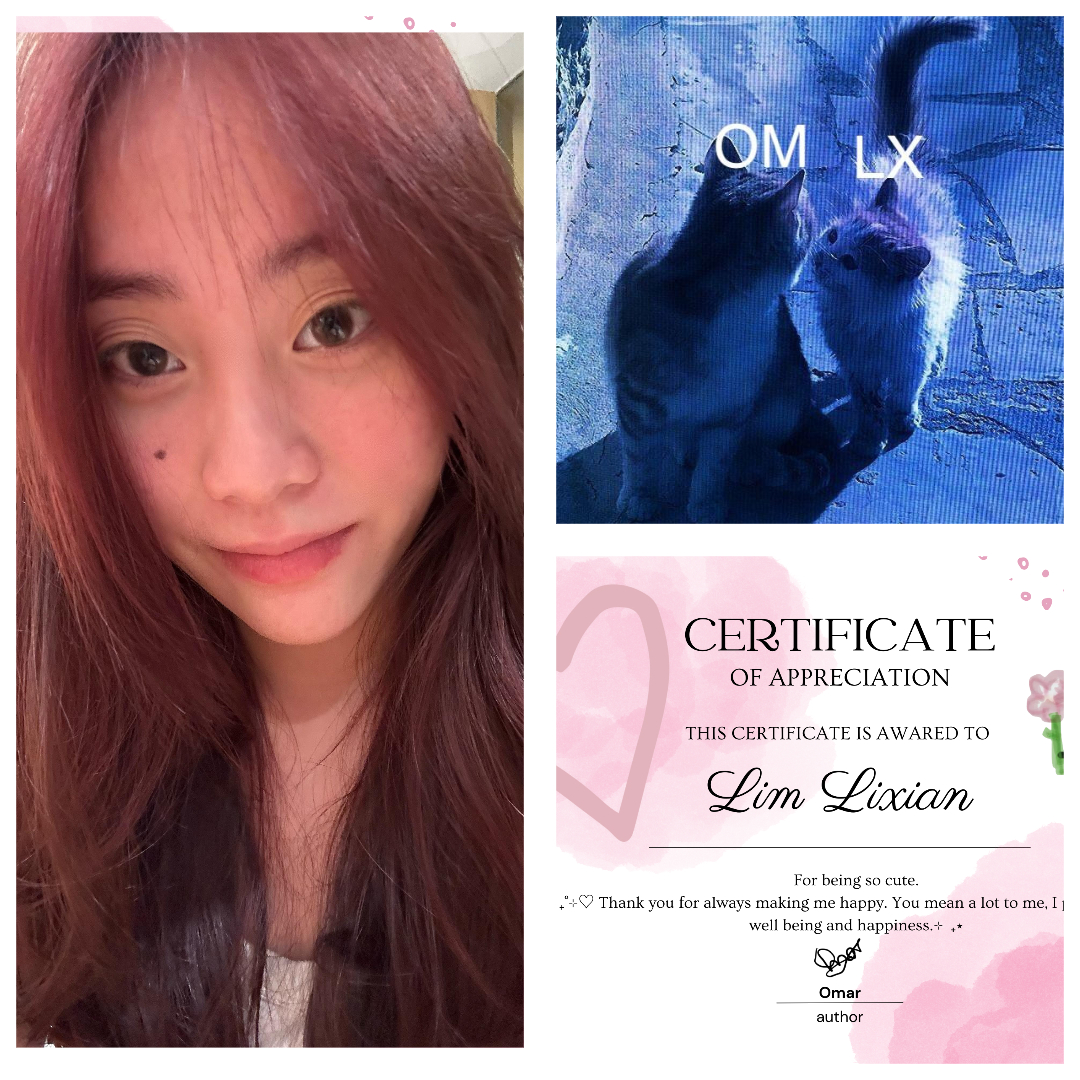 OM LX
CERTIFICATE
OF APPRECIATION
THIS CERTIFICATE IS AWARED TO
Lim Lixian
For being so cute.
₊˚⊹♡ Thank you for always making me happy. You mean a lot to me, I
well being and happiness.⊹ ₊⋆
Omar
author